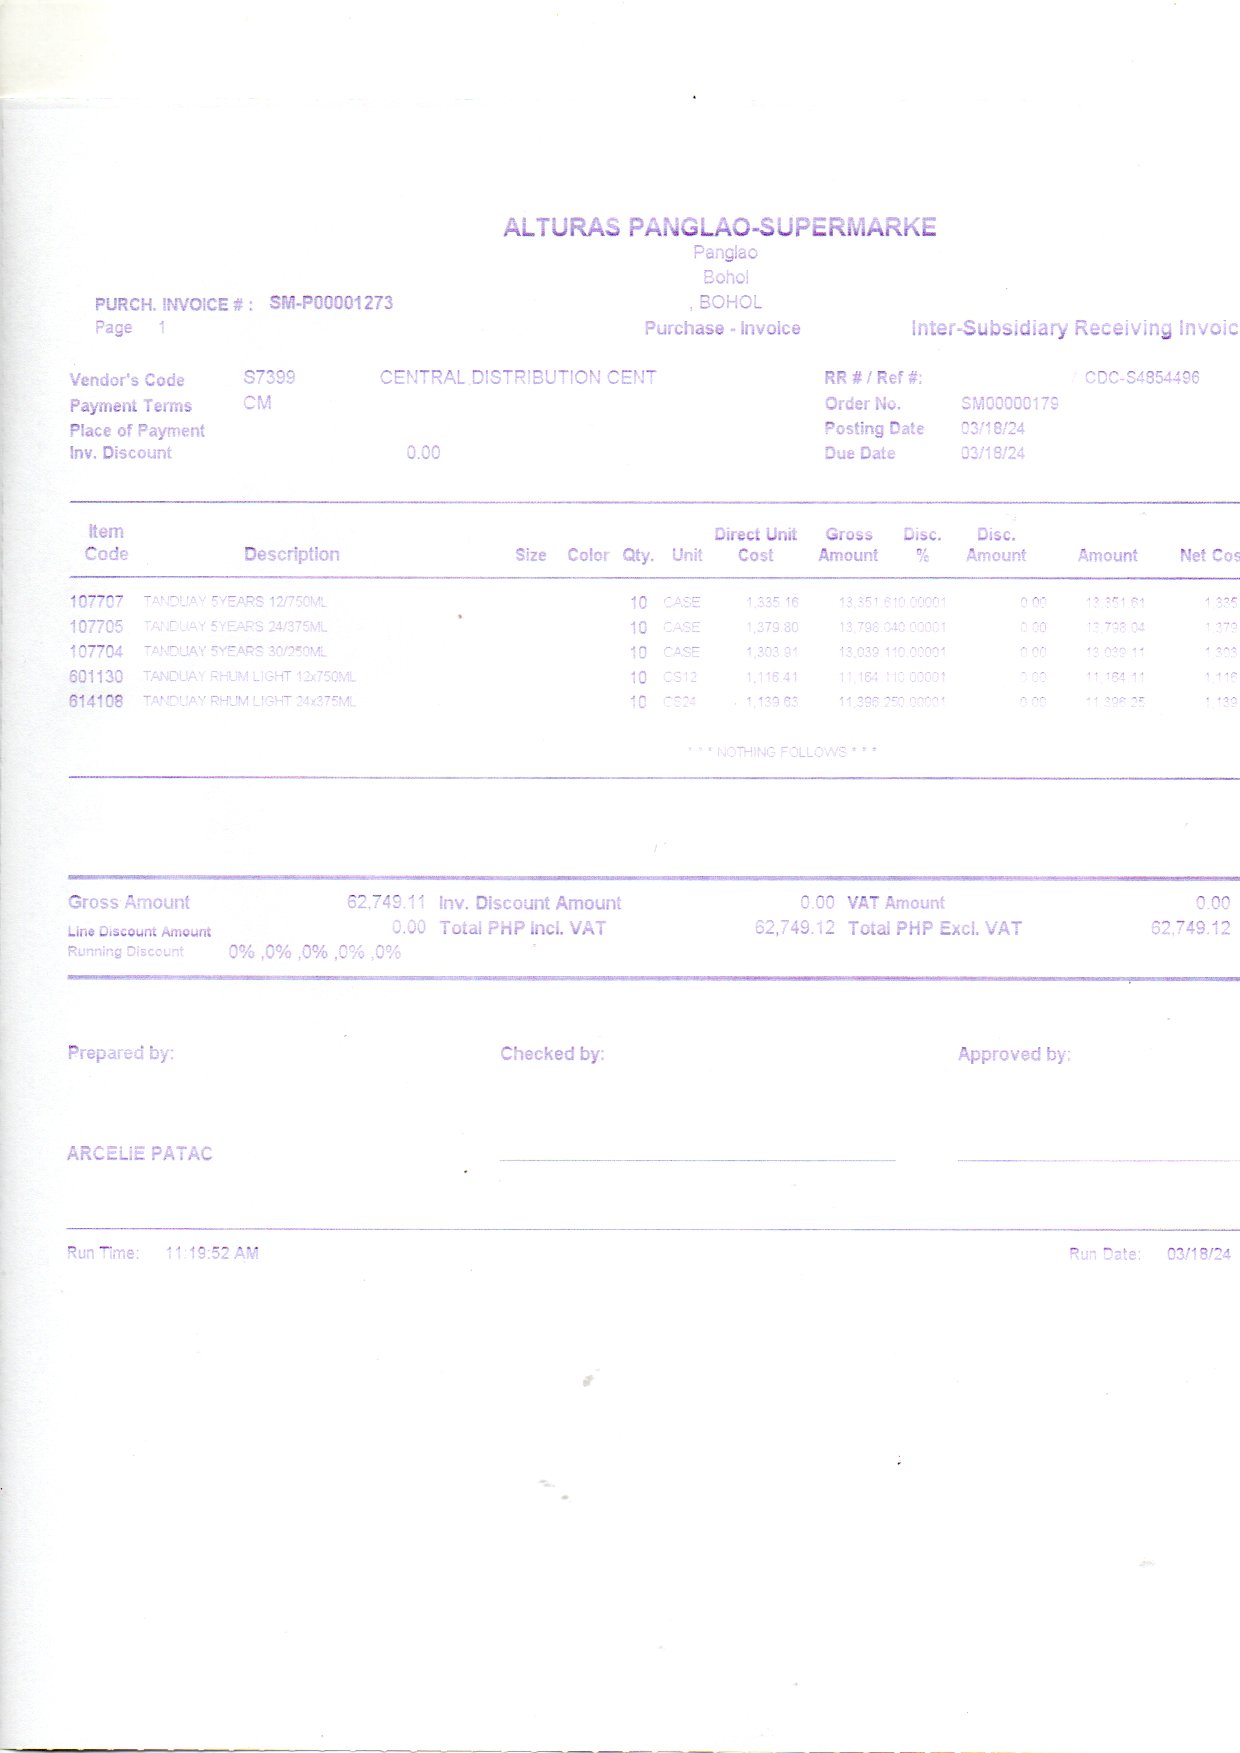 ALTURAS PANGLAO-SUPERMARKE
Panglao
Bohol
, BOHOL
PURCH. INVOICE # : SM-P00001273
Page 1 Purchase - Invoice Inter-Subsidiary Receiving Invoic
Vendor's Code S7399 CENTRAL DISTRIBUTION CENT RR # / Ref #: CDC-S4854496
Payment Terms CM Order No. SM00000179
Place of Payment Posting Date 03/18/24
Inv. Discount 0.00 Due Date 03/18/24
Item Code Description Size Color Qty. Unit Direct Unit Cost Gross Amount Disc. % Disc. Amount Amount Net Cos
107707 TANDUAY 5YEARS 12/750ML 10 CASE 1,335.16 13,351.610.00001 0.00 13,351.61 1,335
107705 TANDUAY 5YEARS 24/375ML 10 CASE 1,379.80 13,798.040.00001 0.00 13,798.04 1,379
107704 TANDUAY 5YEARS 30/250ML 10 CASE 1,303.91 13,039.110.00001 0.00 13,039.11 1,303
601130 TANDUAY RHUM LIGHT 12x750ML 10 CS12 1,116.41 11,164.110.00001 0.00 11,164.11 1,116
614108 TANDUAY RHUM LIGHT 24x375ML 10 CS24 1,139.63 11,396.250.00001 0.00 11,396.25 1,139
* * * NOTHING FOLLOWS * * *
Gross Amount 62,749.11 Inv. Discount Amount 0.00 VAT Amount 0.00
Line Discount Amount 0.00 Total PHP Incl. VAT 62,749.12 Total PHP Excl. VAT 62,749.12
Running Discount 0% ,0% ,0% ,0% ,0%
Prepared by: Checked by: Approved by:
ARCELIE PATAC
Run Time: 11:19:52 AM Run Date: 03/18/24